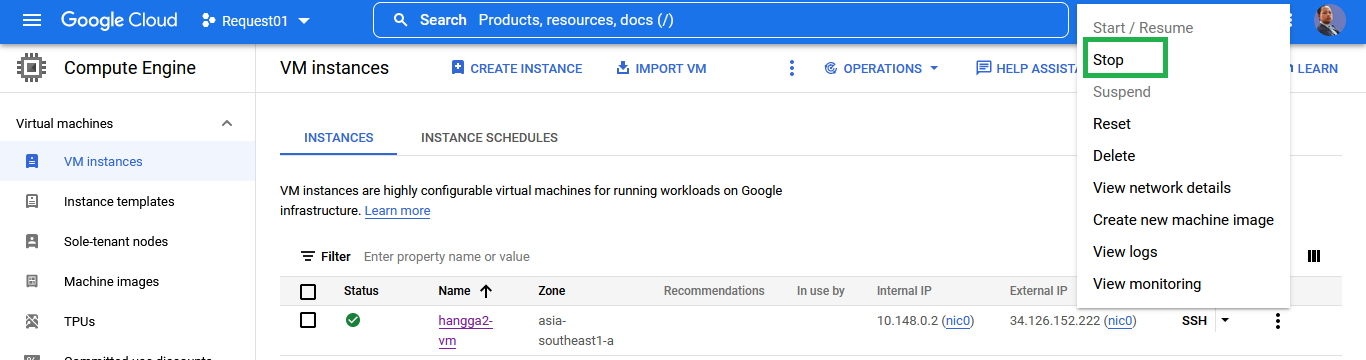 Google Cloud
Request01
Search Products, resources, docs (/)
Compute Engine
VM instances
CREATE INSTANCE
IMPORT VM
OPERATIONS
HELP ASSISTA
LEARN
Start / Resume
Stop
Suspend
Reset
Delete
View network details
Create new machine image
View logs
View monitoring
Virtual machines
VM instances
Instance templates
Sole-tenant nodes
Machine images
TPUs
Committed use discounts
INSTANCES
INSTANCE SCHEDULES
VM instances are highly configurable virtual machines for running workloads on Google
infrastructure. Learn more
Filter Enter property name or value
Status Name Zone Recommendations In use by Internal IP External IP
hangga2-
vm
asia-
southeast1-a
10.148.0.2 (nic0)
34.126.152.222 (nic0)
SSH